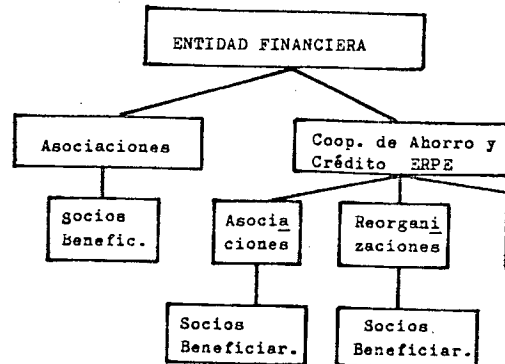 ENTIDAD FINANCIERA
Asociaciones
Coop. de Ahorro y
Crédito ERPE
socios
Benefic.
Asocia
ciones
Reorgani
zaciones
Socios
Beneficiar.
Socios.
Beneficiar.